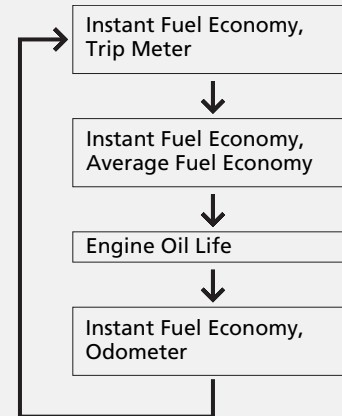 Instant Fuel Economy,
Trip Meter
Instant Fuel Economy,
Average Fuel Economy
Engine Oil Life
Instant Fuel Economy,
Odometer